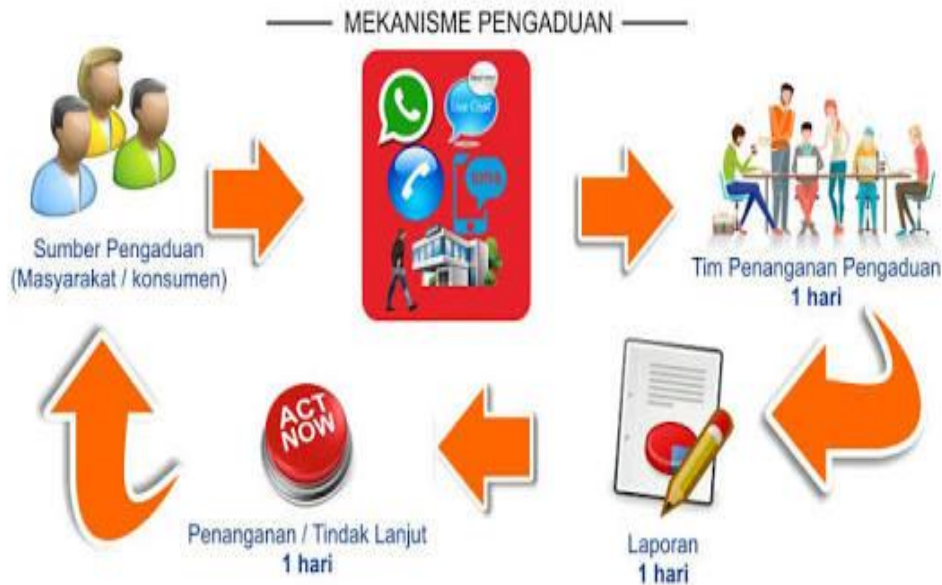 MEKANISME PENGADUAN
Live Chat
SMS
Sumber Pengaduan
(Masyarakat / konsumen)
Tim Penanganan Pengaduan
1 hari
ACT
NOW
Penanganan / Tindak Lanjut
1 hari
Laporan
1 hari